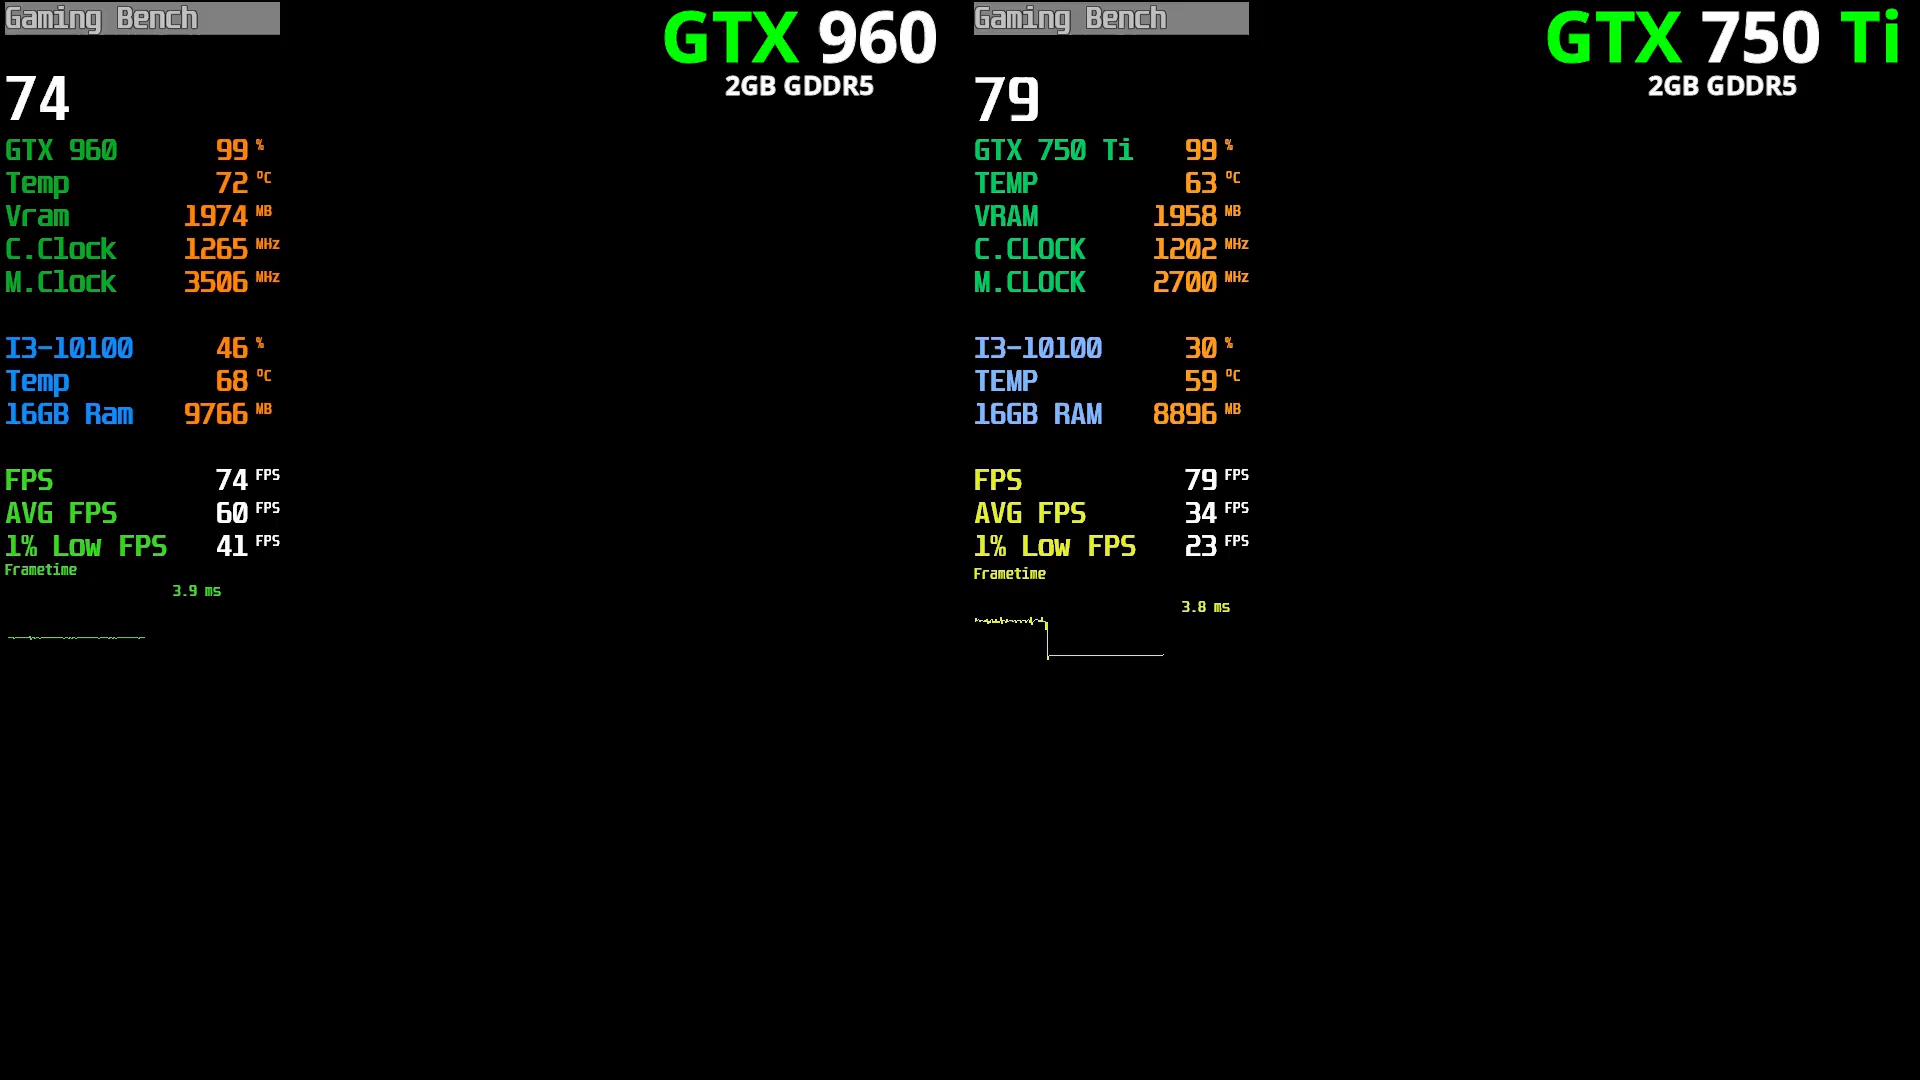 Gaming Bench
GTX 960
2GB GDDR5
74
GTX 960 99 %
Temp 72 °C
Vram 1974 MB
C.Clock 1265 MHz
M.Clock 3506 MHz
I3-10100 46 %
Temp 68 °C
16GB Ram 9766 MB
FPS 74 FPS
AVG FPS 60 FPS
1% Low FPS 41 FPS
Frametime
3.9 ms
Gaming Bench
GTX 750 Ti
2GB GDDR5
79
GTX 750 Ti 99 %
TEMP 63 °C
VRAM 1958 MB
C.CLOCK 1202 MHz
M.CLOCK 2700 MHz
I3-10100 30 %
TEMP 59 °C
16GB RAM 8896 MB
FPS 79 FPS
AVG FPS 34 FPS
1% Low FPS 23 FPS
Frametime
3.8 ms